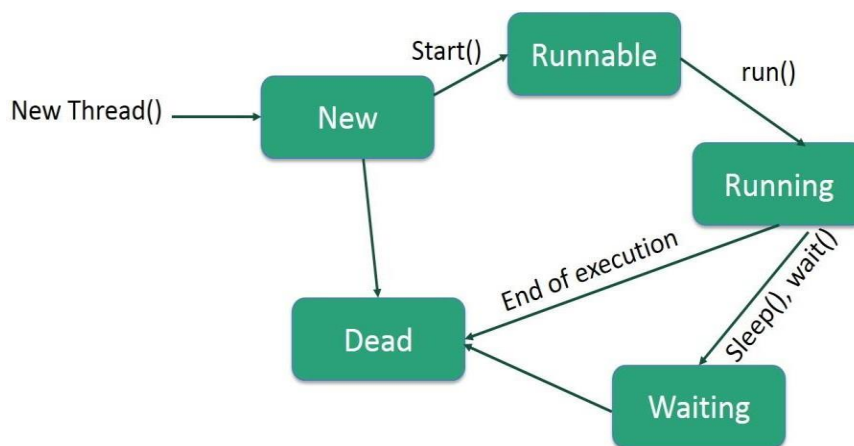 Start()
Runnable
run()
New Thread()
New
Running
End of execution
Sleep(), wait()
Dead
Waiting